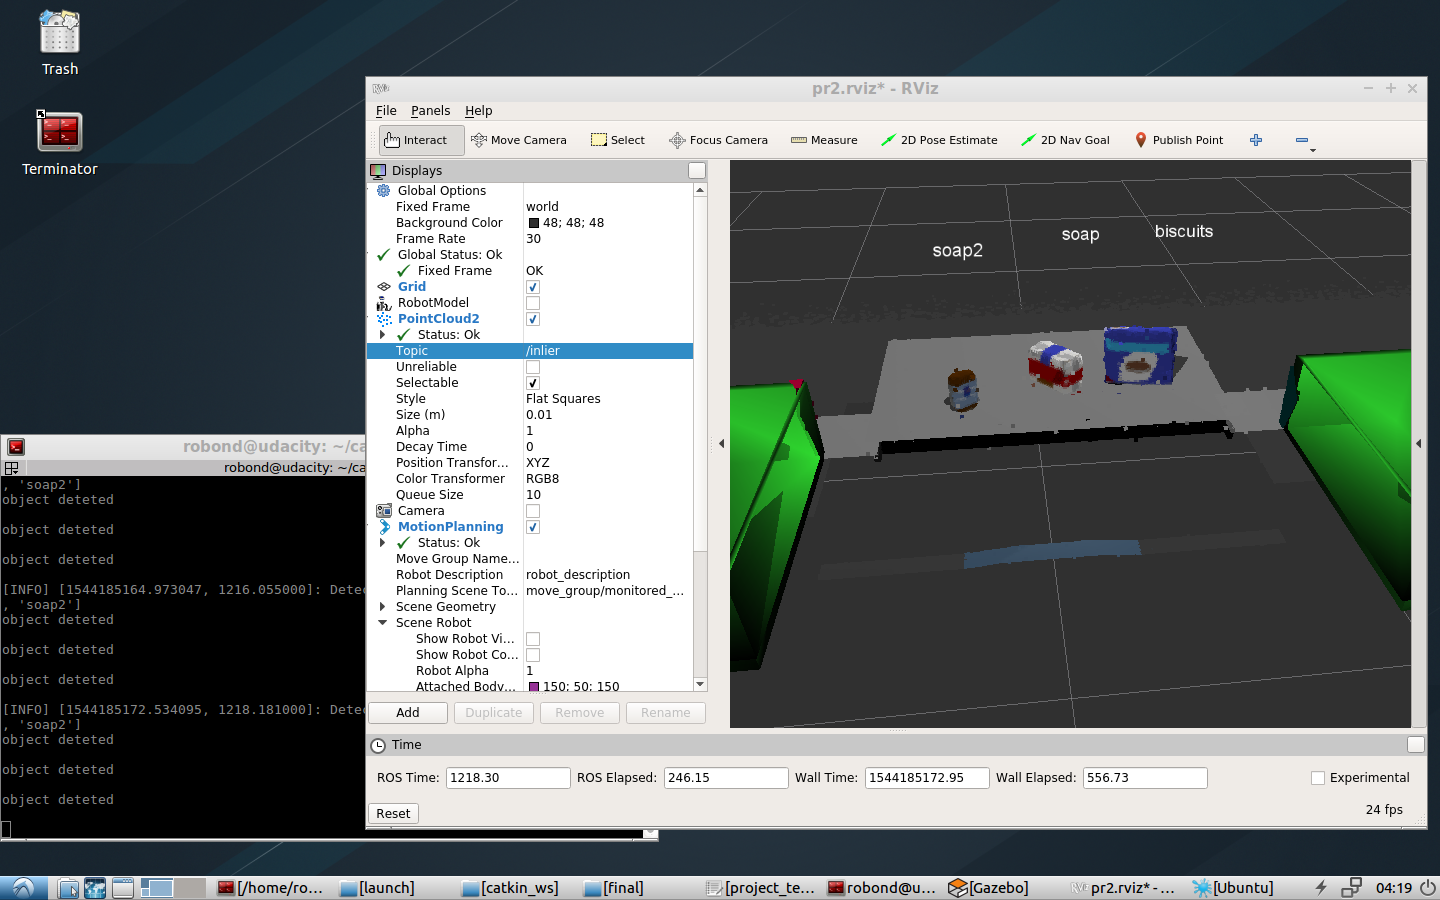 Trash
Terminator
pr2.rviz* - RViz
File Panels Help
Interact Move Camera Select Focus Camera Measure 2D Pose Estimate 2D Nav Goal Publish Point
Displays
Global Options
Fixed Frame world
Background Color 48; 48; 48
Frame Rate 30
Global Status: Ok
Fixed Frame OK
Grid
RobotModel
PointCloud2
Status: Ok
Topic /inlier
Unreliable
Selectable
Style Flat Squares
Size (m) 0.01
Alpha 1
Decay Time 0
Position Transfor... XYZ
Color Transformer RGB8
Queue Size 10
Camera
MotionPlanning
Status: Ok
Move Group Name...
Robot Description robot_description
Planning Scene To... move_group/monitored_...
Scene Geometry
Scene Robot
Show Robot Vi...
Show Robot Co...
Robot Alpha 1
Attached Body... 150; 50; 150
Add Duplicate Remove Rename
soap2
soap
biscuits
Time
ROS Time: 1218.30 ROS Elapsed: 246.15 Wall Time: 1544185172.95 Wall Elapsed: 556.73 Experimental
Reset
24 fps
robond@udacity: ~/ca
robond@udacity: ~/ca
, 'soap2']
object deteted
object deteted
object deteted
[INFO] [1544185164.973047, 1216.055000]: Detec
, 'soap2']
object deteted
object deteted
object deteted
[INFO] [1544185172.534095, 1218.181000]: Detec
, 'soap2']
object deteted
object deteted
object deteted
[/home/ro... [launch] [catkin_ws] [final] [project_te... robond@u... [Gazebo] RViz pr2.rviz* -... [Ubuntu] 04:19